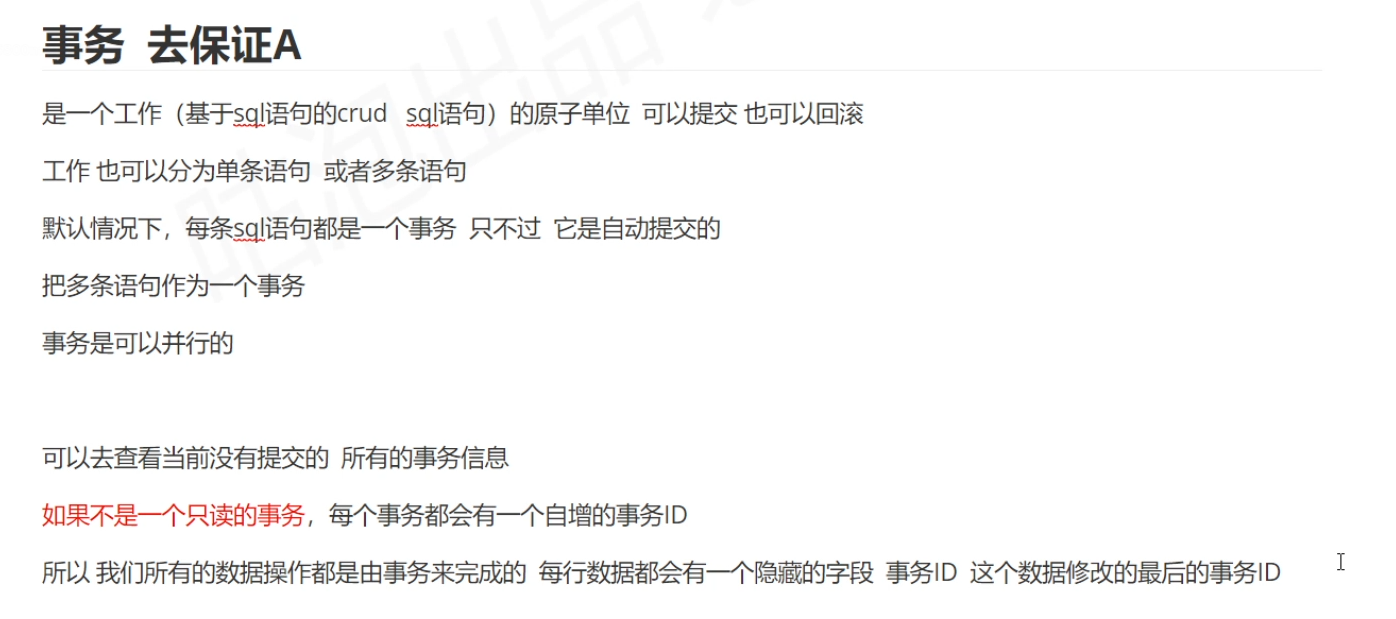 事务 去保证A
是一个工作（基于sql语句的crud sql语句）的原子单位 可以提交 也可以回滚
工作 也可以分为单条语句 或者多条语句
默认情况下，每条sql语句都是一个事务 只不过 它是自动提交的
把多条语句作为一个事务
事务是可以并行的
可以去查看当前没有提交的 所有的事务信息
如果不是一个只读的事务，每个事务都会有一个自增的事务ID
所以 我们所有的数据操作都是由事务来完成的 每行数据都会有一个隐藏的字段 事务ID 这个数据修改的最后的事务ID